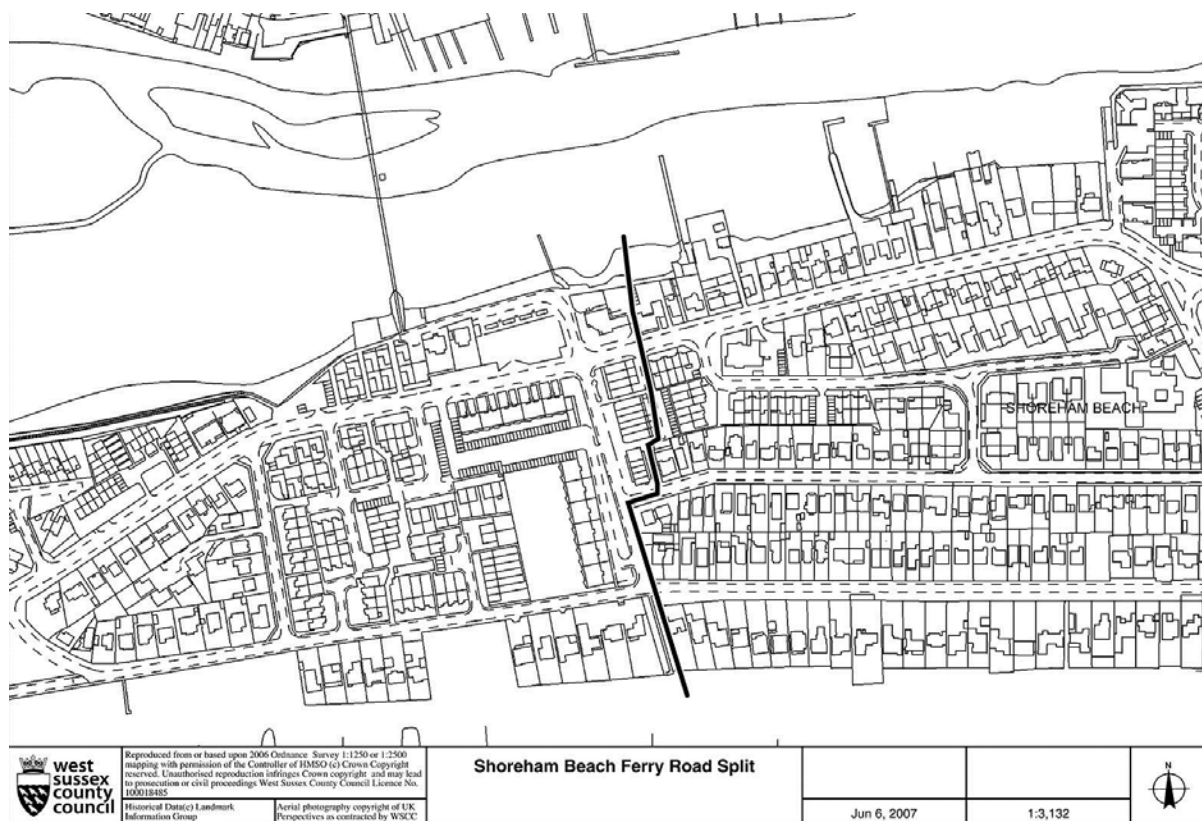 SHOREHAM BEACH
west
sussex
county
council
Reproduced from or based upon 2006 Ordnance Survey 1:1250 or 1:2500
mapping with permission of the Controller of HMSO (c) Crown Copyright
reserved. Unauthorised reproduction infringes Crown copyright and may lead
to prosecution or civil proceedings West Sussex County Council Licence No.
100018485
Historical Data(c) Landmark
Information Group
Aerial photography copyright of UK
Perspectives as contracted by WSCC
Shoreham Beach Ferry Road Split
Jun 6, 2007
1:3,132
N